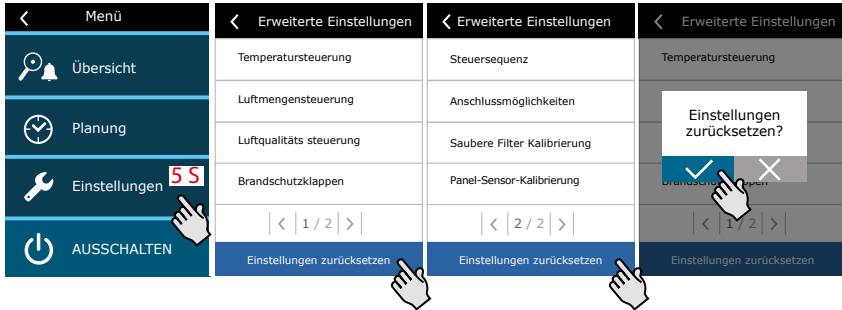 Menü
Übersicht
Planung
Einstellungen 5 S
AUSSCHALTEN
Erweiterte Einstellungen
Temperatursteuerung
Luftmengensteuerung
Luftqualitäts steuerung
Brandschutzklappen
1 / 2
Einstellungen zurücksetzen
Erweiterte Einstellungen
Steuersequenz
Anschlussmöglichkeiten
Saubere Filter Kalibrierung
Panel-Sensor-Kalibrierung
2 / 2
Einstellungen zurücksetzen
Erweiterte Einstellungen
Temperatursteuerung
Einstellungen
zurücksetzen?
Brandschutzklappen
1 / 2
Einstellungen zurücksetzen